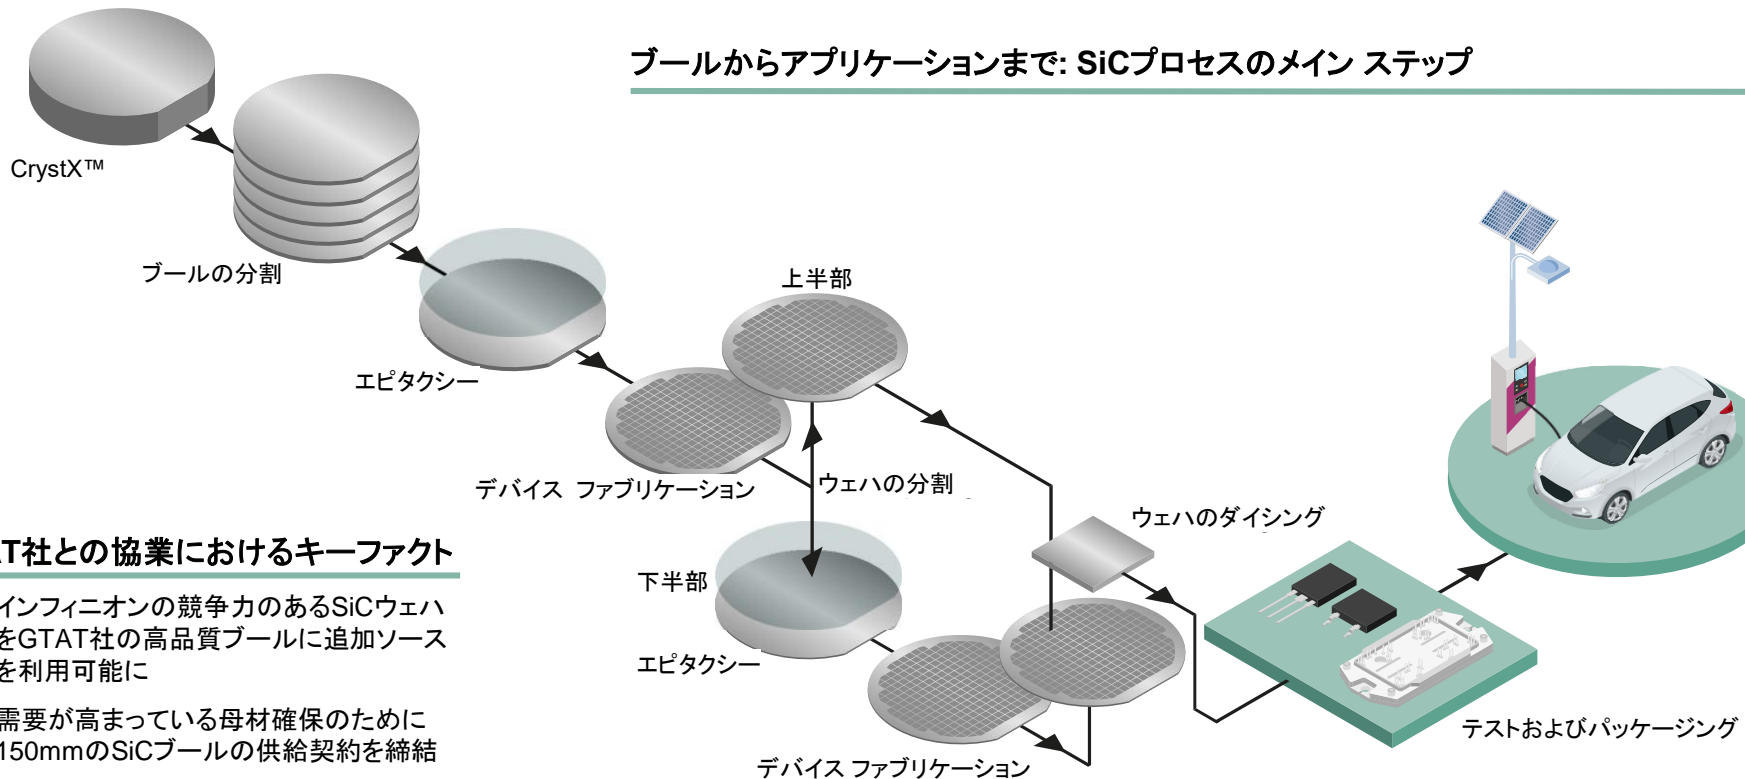 ブールからアプリケーションまで: SiCプロセスのメイン ステップ
CrystX™
ブールの分割
エピタクシー
上半部
デバイス ファブリケーション
ウェハの分割
下半部
エピタクシー
デバイス ファブリケーション
ウェハのダイシング
テストおよびパッケージング
AT社との協業におけるキーファクト
インフィニオンの競争力のあるSiCウェハ
をGTAT社の高品質ブールに追加ソース
を利用可能に
需要が高まっている母材確保のために
150mmのSiCブールの供給契約を締結